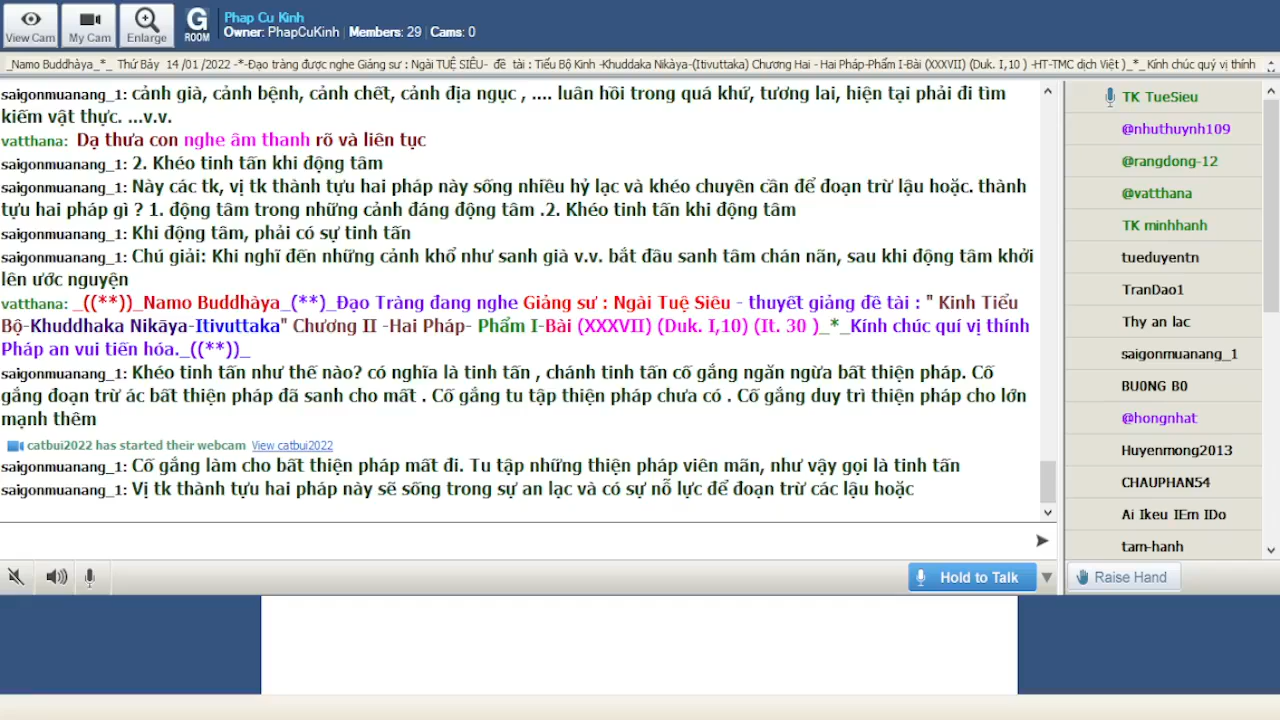 View Cam
My Cam
Enlarge
G
ROOM
Phap Cu Kinh
Owner: PhapCuKinh | Members: 29 | Cams: 0
_Namo Buddhàya_*_ Thứ Bảy 14 /01 /2022 -*-Đạo tràng được nghe Giảng sư : Ngài TUỆ SIÊU- đề tài : Tiểu Bộ Kinh -Khuddaka Nikàya-(Itivuttaka) Chương Hai - Hai Pháp-Phẩm I-Bài (XXXVII) (Duk. I,10 ) -HT-TMC dịch Việt )_*_Kính chúc quý vị thính
saigonmuanang_1: cảnh già, cảnh bệnh, cảnh chết, cảnh địa ngục , .... luân hồi trong quá khứ, tương lai, hiện tại phải đi tìm
kiếm vật thực. ...v.v.
vatthana: Dạ thưa con nghe âm thanh rõ và liên tục
saigonmuanang_1: 2. Khéo tinh tấn khi động tâm
saigonmuanang_1: Này các tk, vị tk thành tựu hai pháp này sống nhiều hỷ lạc và khéo chuyên cần để đoạn trừ lậu hoặc. thành
tựu hai pháp gì ? 1. động tâm trong những cảnh đáng động tâm .2. Khéo tinh tấn khi động tâm
saigonmuanang_1: Khi động tâm, phải có sự tinh tấn
saigonmuanang_1: Chú giải: Khi nghĩ đến những cảnh khổ như sanh già v.v. bắt đầu sanh tâm chán nãn, sau khi động tâm khởi
lên ước nguyện
vatthana: _((**))_Namo Buddhàya_(**)_Đạo Tràng đang nghe Giảng sư : Ngài Tuệ Siêu - thuyết giảng đề tài : " Kinh Tiểu
Bộ-Khuddhaka Nikāya-Itivuttaka" Chương II -Hai Pháp- Phẩm I-Bài (XXXVII) (Duk. I,10) (It. 30 )_*_Kính chúc quí vị thính
Pháp an vui tiến hóa._((**))_
saigonmuanang_1: Khéo tinh tấn như thế nào? có nghĩa là tinh tấn , chánh tinh tấn cố gắng ngăn ngừa bất thiện pháp. Cố
gắng đoạn trừ ác bất thiện pháp đã sanh cho mất . Cố gắng tu tập thiện pháp chưa có . Cố gắng duy trì thiện pháp cho lớn
mạnh thêm
catbui2022 has started their webcam View catbui2022
saigonmuanang_1: Cố gắng làm cho bất thiện pháp mất đi. Tu tập những thiện pháp viên mãn, như vậy gọi là tinh tấn
saigonmuanang_1: Vị tk thành tựu hai pháp này sẽ sống trong sự an lạc và có sự nỗ lực để đoạn trừ các lậu hoặc
TK TueSieu
@nhuthuynh109
@rangdong-12
@vatthana
TK minhhanh
tueduyentn
TranDao1
Thy an lac
saigonmuanang_1
BU0NG B0
@hongnhat
Huyenmong2013
CHAUPHAN54
Ai Ikeu IEm IDo
tam-hanh
Hold to Talk
Raise Hand